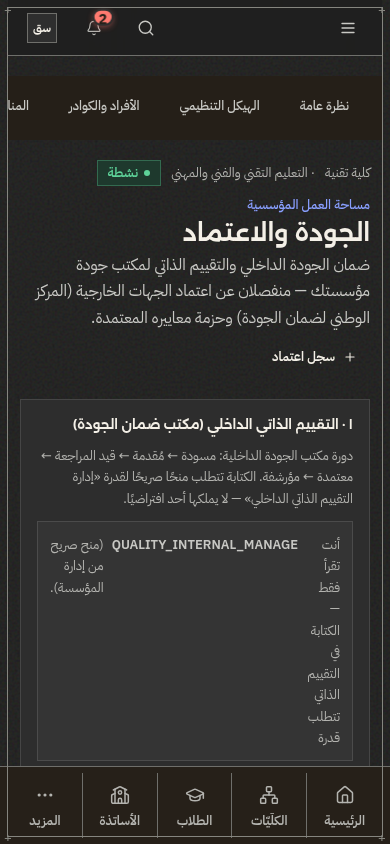 سق
2
نظرة عامة
الهيكل التنظيمي
الأفراد والكوادر
المنا
كلية تقنية · التعليم التقني والفني والمهني
نشطة
مساحة العمل المؤسسية
الجودة والاعتماد
ضمان الجودة الداخلي والتقييم الذاتي لمكتب جودة
مؤسستك — منفصلان عن اعتماد الجهات الخارجية (المركز
الوطني لضمان الجودة) وحزمة معاييره المعتمدة.
+ سجل اعتماد
١ · التقييم الذاتي الداخلي (مكتب ضمان الجودة)
دورة مكتب الجودة الداخلية: مسودة ← مُقدمة ← قيد المراجعة ←
معتمدة ← مؤرشفة. الكتابة تتطلب منحًا صريحًا لقدرة «إدارة
التقييم الذاتي الداخلي» — لا يملكها أحد افتراضيًا.
أنت
تقرأ
فقط
—
الكتابة
في
التقييم
الذاتي
تتطلب
قدرة
QUALITY_INTERNAL_MANAGE
(منح صريح
من إدارة
المؤسسة).
الرئيسية
الكلّيّات
الطلاب
الأساتذة
المزيد